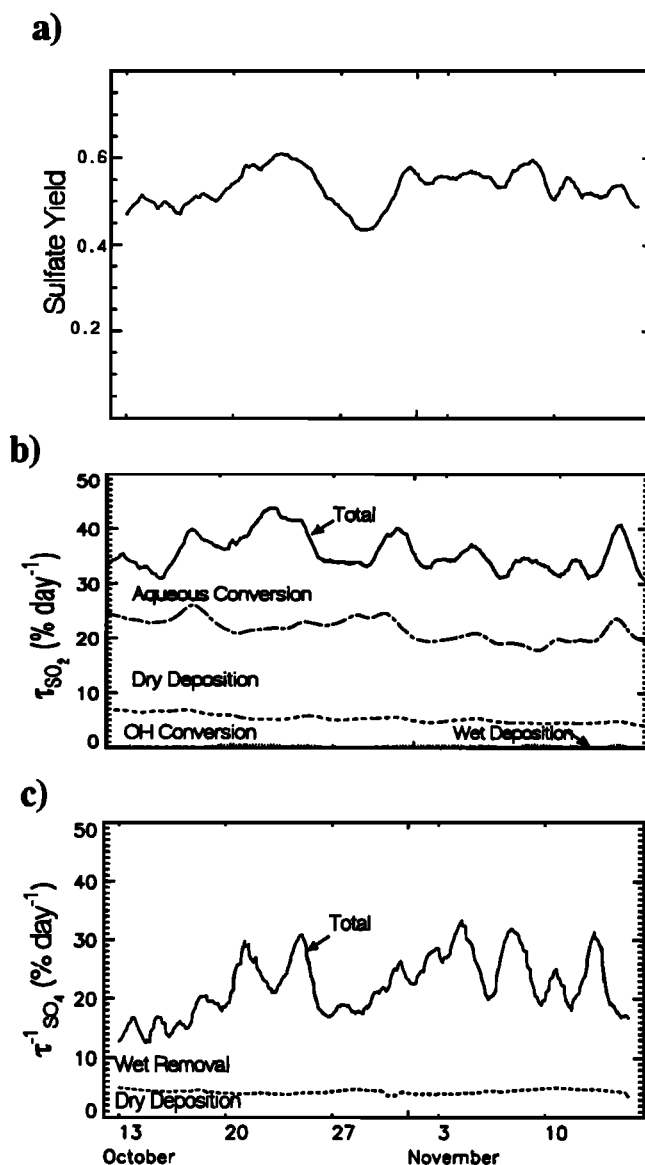 a)
Sulfate Yield
0.6
0.4
0.2
b)
τSO2 (% day-1)
50
40
30
20
10
0
Total
Aqueous Conversion
Dry Deposition
OH Conversion
Wet Deposition
c)
τ-1 SO4 (% day-1)
50
40
30
20
10
0
Total
Wet Removal
Dry Deposition
13 20 27 3 10
October November